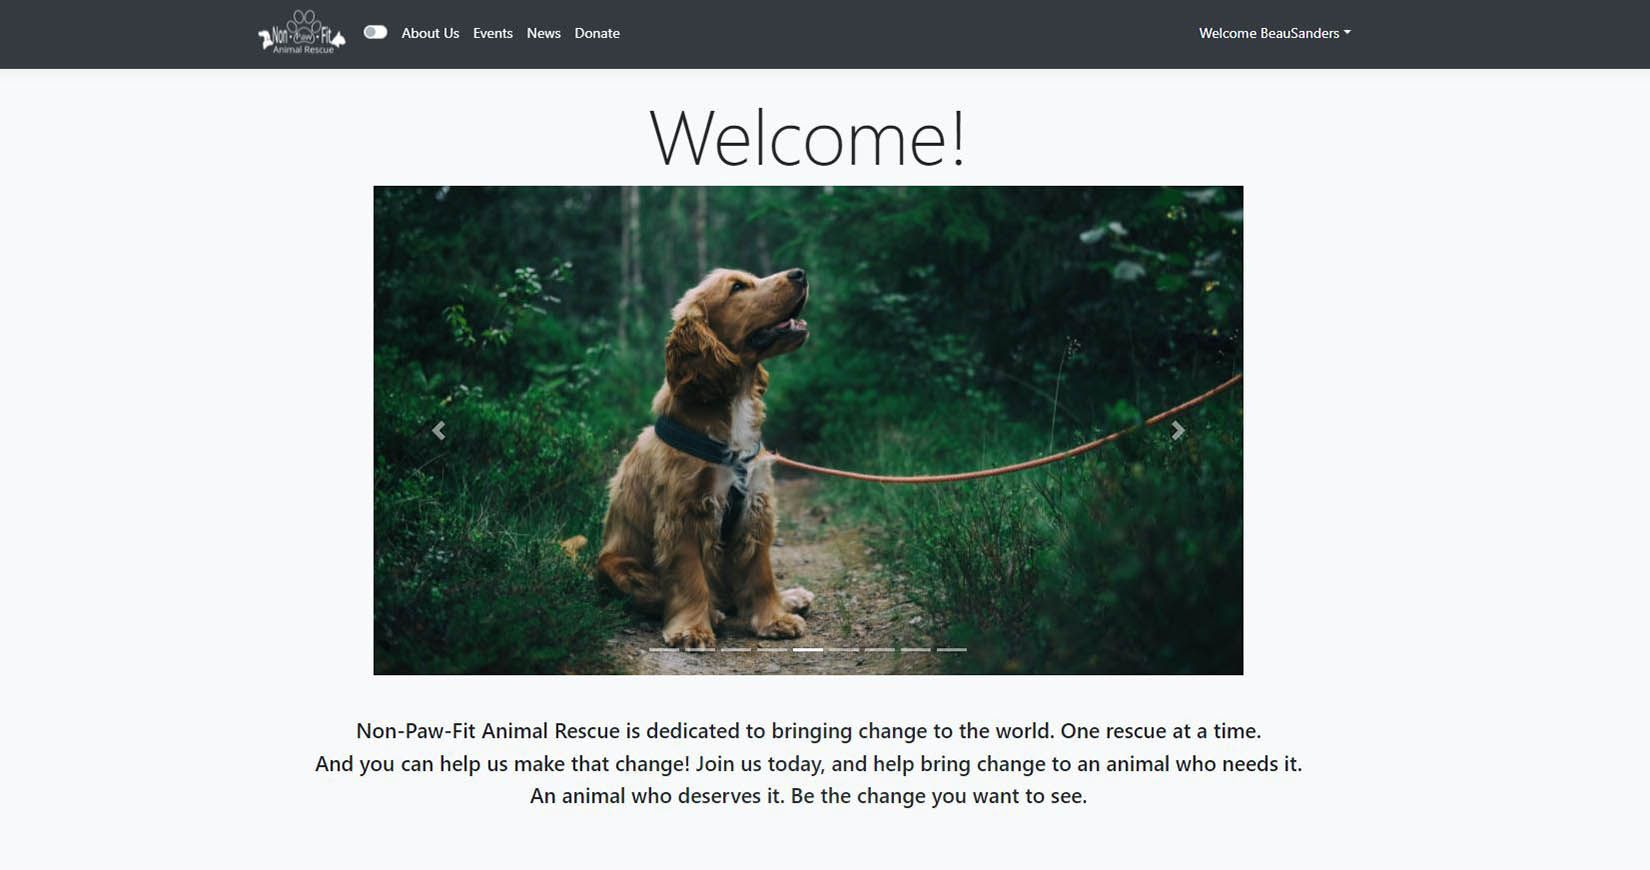 Non Paw Fit
Animal Rescue
About Us
Events
News
Donate
Welcome BeauSanders
Welcome!
Non-Paw-Fit Animal Rescue is dedicated to bringing change to the world. One rescue at a time.
And you can help us make that change! Join us today, and help bring change to an animal who needs it.
An animal who deserves it. Be the change you want to see.